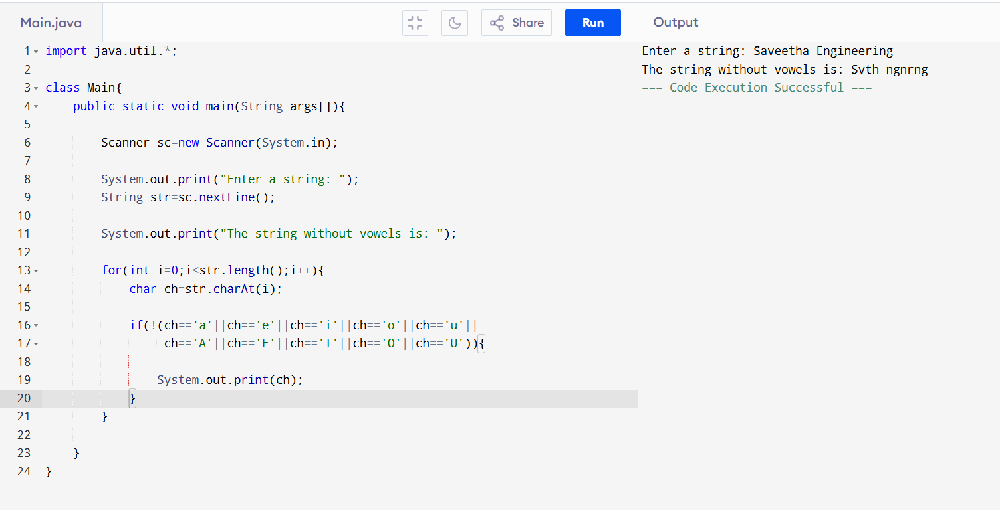 Main.java
Share
Run
Output
1 import java.util.*;
2
3 class Main{
4     public static void main(String args[]){
5
6         Scanner sc=new Scanner(System.in);
7
8         System.out.print("Enter a string: ");
9         String str=sc.nextLine();
10
11         System.out.print("The string without vowels is: ");
12
13         for(int i=0;i<str.length();i++){
14             char ch=str.charAt(i);
15
16             if(!(ch=='a'||ch=='e'||ch=='i'||ch=='o'||ch=='u'||
17                  ch=='A'||ch=='E'||ch=='I'||ch=='O'||ch=='U')){
18
19                 System.out.print(ch);
20             }
21         }
22
23     }
24 }
Enter a string: Saveetha Engineering
The string without vowels is: Svth ngnrng
=== Code Execution Successful ===